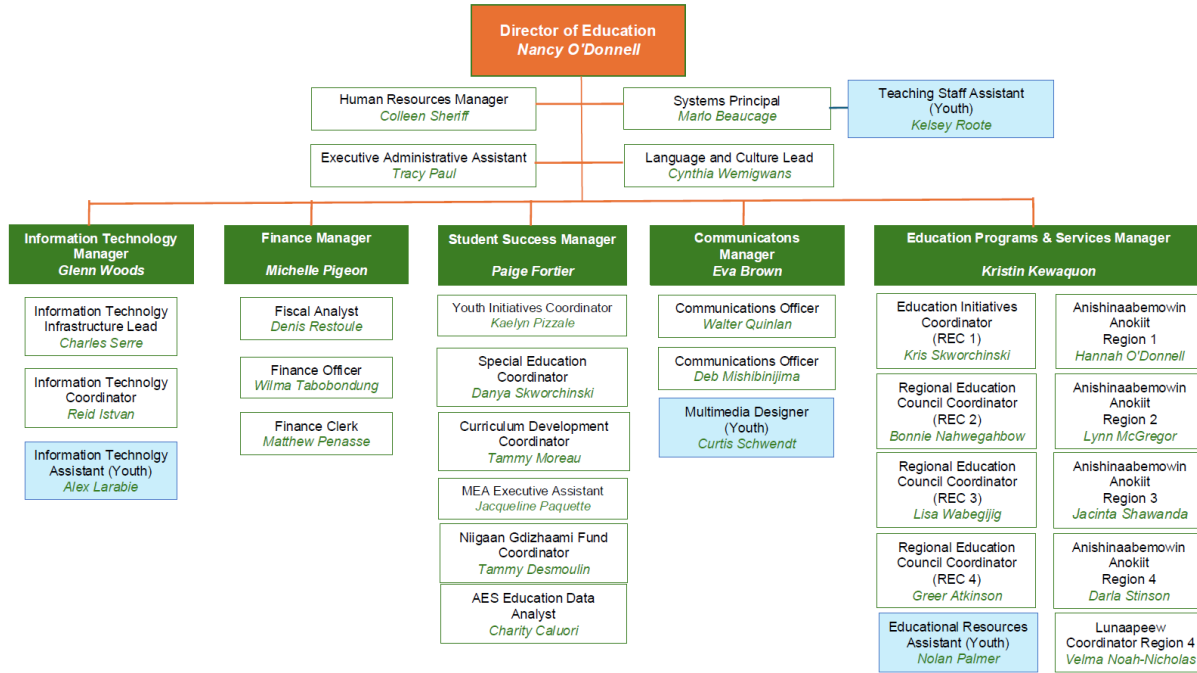 Director of Education
Nancy O'Donnell
Human Resources Manager
Colleen Sheriff
Systems Principal
Marlo Beaucage
Teaching Staff Assistant
(Youth)
Kelsey Roote
Executive Administrative Assistant
Tracy Paul
Language and Culture Lead
Cynthia Wemigwans
Information Technology
Manager
Glenn Woods
Information Technolgy
Infrastructure Lead
Charles Serre
Information Technolgy
Coordinator
Reid Istvan
Information Technolgy
Assistant (Youth)
Alex Larabie
Finance Manager
Michelle Pigeon
Fiscal Analyst
Denis Restoule
Finance Officer
Wilma Tabobondung
Finance Clerk
Matthew Penasse
Student Success Manager
Paige Fortier
Youth Initiatives Coordinator
Kaelyn Pizzale
Special Education
Coordinator
Danya Skworchinski
Curriculum Development
Coordinator
Tammy Moreau
MEA Executive Assistant
Jacqueline Paquette
Niigaan Gdizhaami Fund
Coordinator
Tammy Desmoulin
AES Education Data
Analyst
Charity Caluori
Communicatons
Manager
Eva Brown
Communications Officer
Walter Quinlan
Communications Officer
Deb Mishibinijima
Multimedia Designer
(Youth)
Curtis Schwendt
Education Programs & Services Manager
Kristin Kewaquon
Education Initiatives
Coordinator
(REC 1)
Kris Skworchinski
Regional Education
Council Coordinator
(REC 2)
Bonnie Nahwegahbow
Regional Education
Council Coordinator
(REC 3)
Lisa Wabegijig
Regional Education
Council Coordinator
(REC 4)
Greer Atkinson
Educational Resources
Assistant (Youth)
Nolan Palmer
Anishinaabemowin
Anokiit
Region 1
Hannah O'Donnell
Anishinaabemowin
Anokiit
Region 2
Lynn McGregor
Anishinaabemowin
Anokiit
Region 3
Jacinta Shawanda
Anishinaabemowin
Anokiit
Region 4
Darla Stinson
Lunaapeew
Coordinator Region 4
Velma Noah-Nicholas